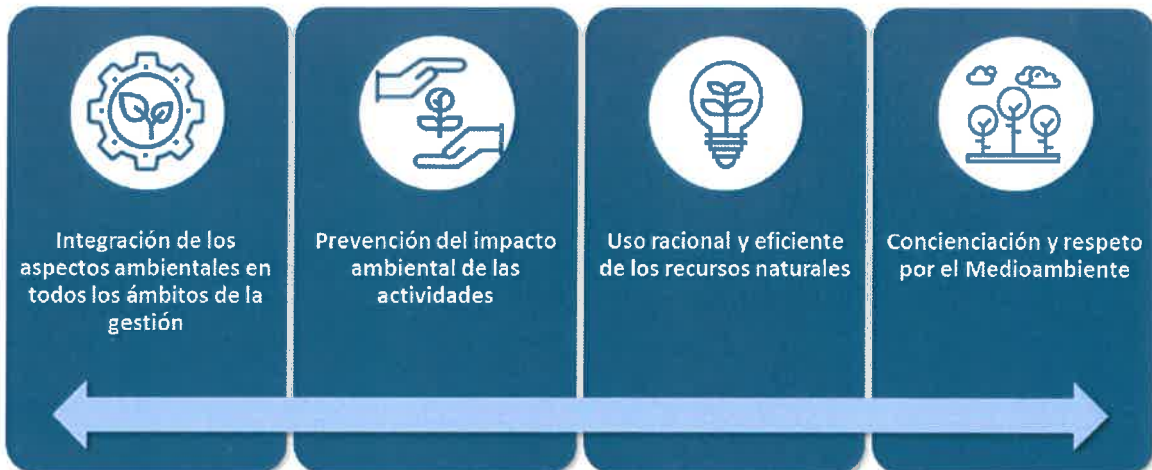 Integración de los
aspectos ambientales en
todos los ámbitos de la
gestión
Prevención del impacto
ambiental de las
actividades
Uso racional y eficiente
de los recursos naturales
Concienciación y respeto
por el Medioambiente